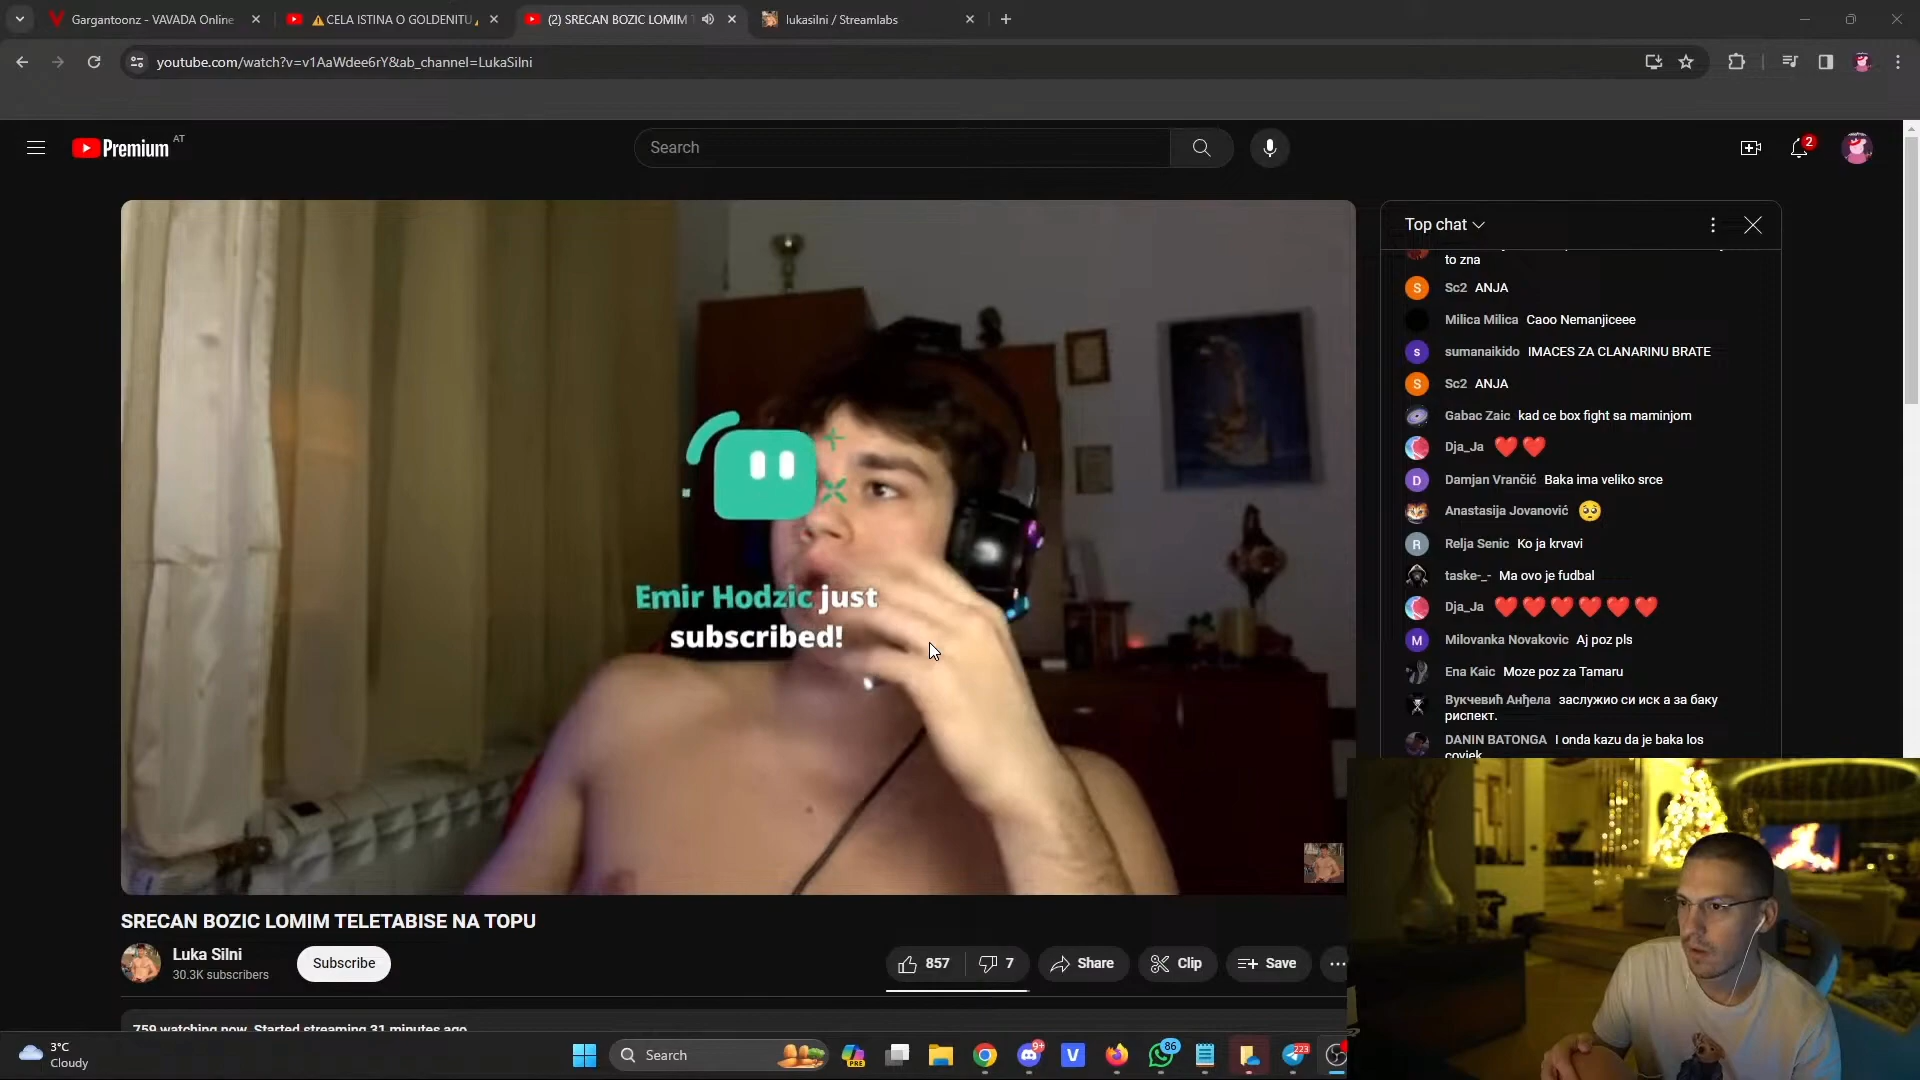 Gargantoonz - VAVADA Online
⚠CELA ISTINA O GOLDENITU
(2) SRECAN BOZIC LOMIM
lukasilni / Streamlabs
youtube.com/watch?v=v1AaWdee6rY&ab_channel=LukaSilni
Premium AT
Search
2
Top chat
to zna
Sc2 ANJA
Milica Milica Caoo Nemanjiceee
sumanaikido IMACES ZA CLANARINU BRATE
Sc2 ANJA
Gabac Zaic kad ce box fight sa maminjom
Dja_Ja ❤️❤️
Damjan Vrančić Baka ima veliko srce
Anastasija Jovanović 🥺
Relja Senic Ko ja krvavi
taske-_- Ma ovo je fudbal
Dja_Ja ❤️❤️❤️❤️❤️❤️
Milovanka Novakovic Aj poz pls
Ena Kaic Moze poz za Tamaru
Вукчевић Анђела заслужио си иск а за баку
риспект.
DANIN BATONGA I onda kazu da je baka los
covjek
Emir Hodzic just
subscribed!
SRECAN BOZIC LOMIM TELETABISE NA TOPU
Luka Silni
30.3K subscribers
Subscribe
857
7
Share
Clip
Save
759 watching now Started streaming 31 minutes ago
3°C
Cloudy
Search
PRE
9+
V
86
223